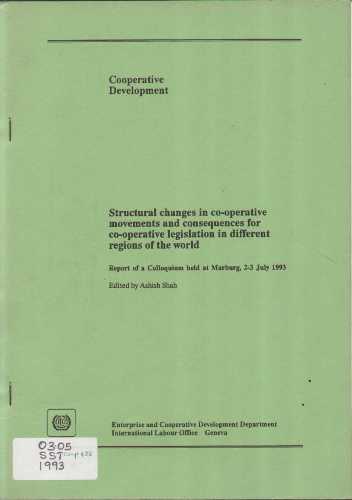 Cooperative
Development
Structural changes in co-operative
movements and consequences for
co-operative legislation in different
regions of the world
Report of a Colloquium held at Marburg, 2-3 July 1993
Edited by Ashish Shah
Enterprise and Cooperative Development Department
International Labour Office Geneva
03.05
SST
1993